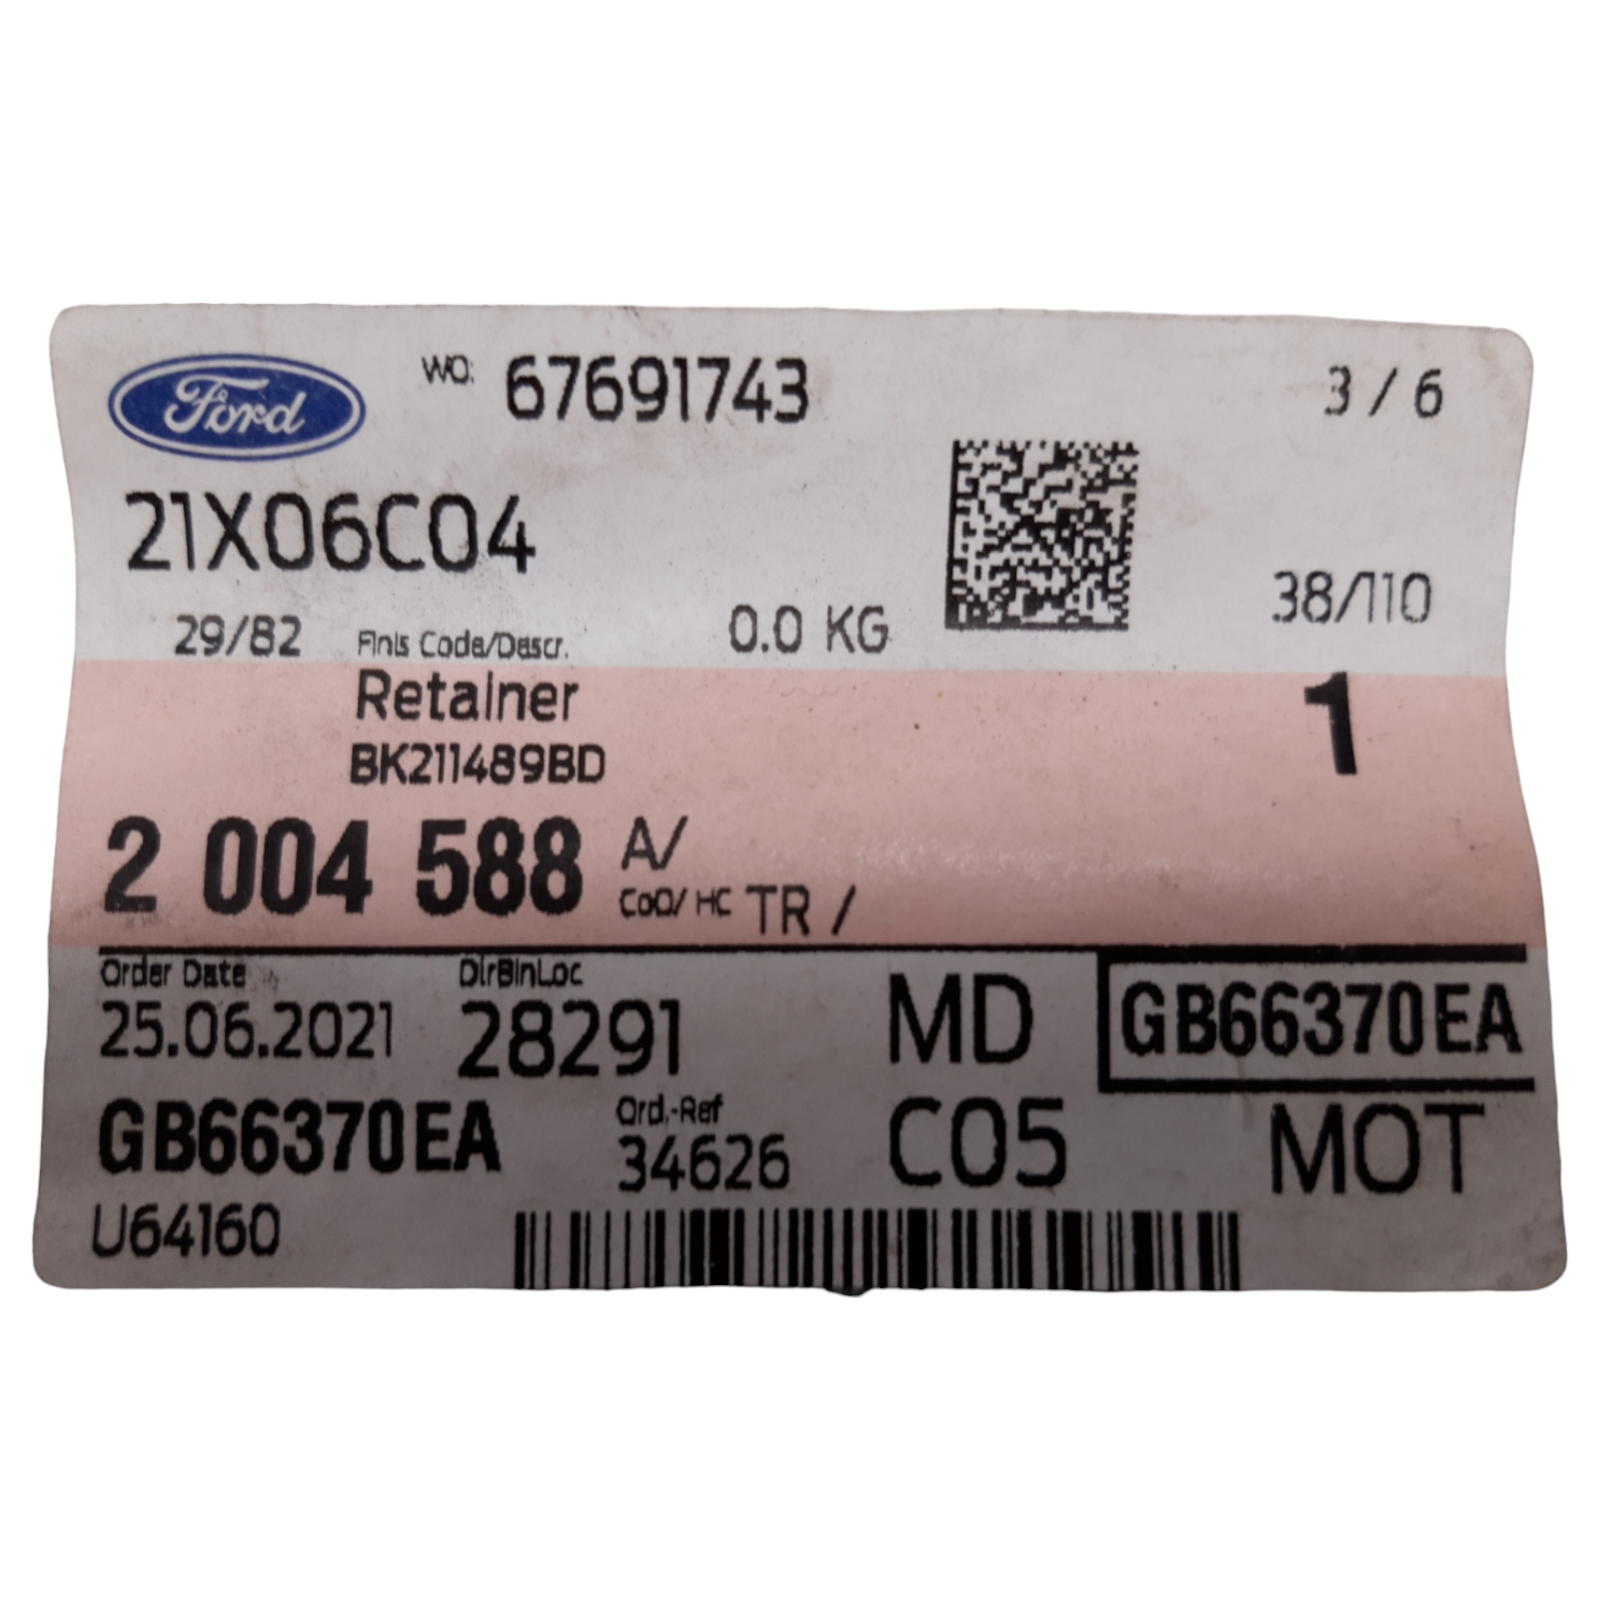 Ford WO: 67691743 3 / 6
21X06C04
29/82 Finis Code/Descr. 0.0 KG 38/110
Retainer 1
BK211489BD
2 004 588 A/
CoO/ HC TR /
Order Date DirBinLoc
25.06.2021 28291 MD GB66370EA
GB66370EA Ord.-Ref C05 MOT
34626
U64160